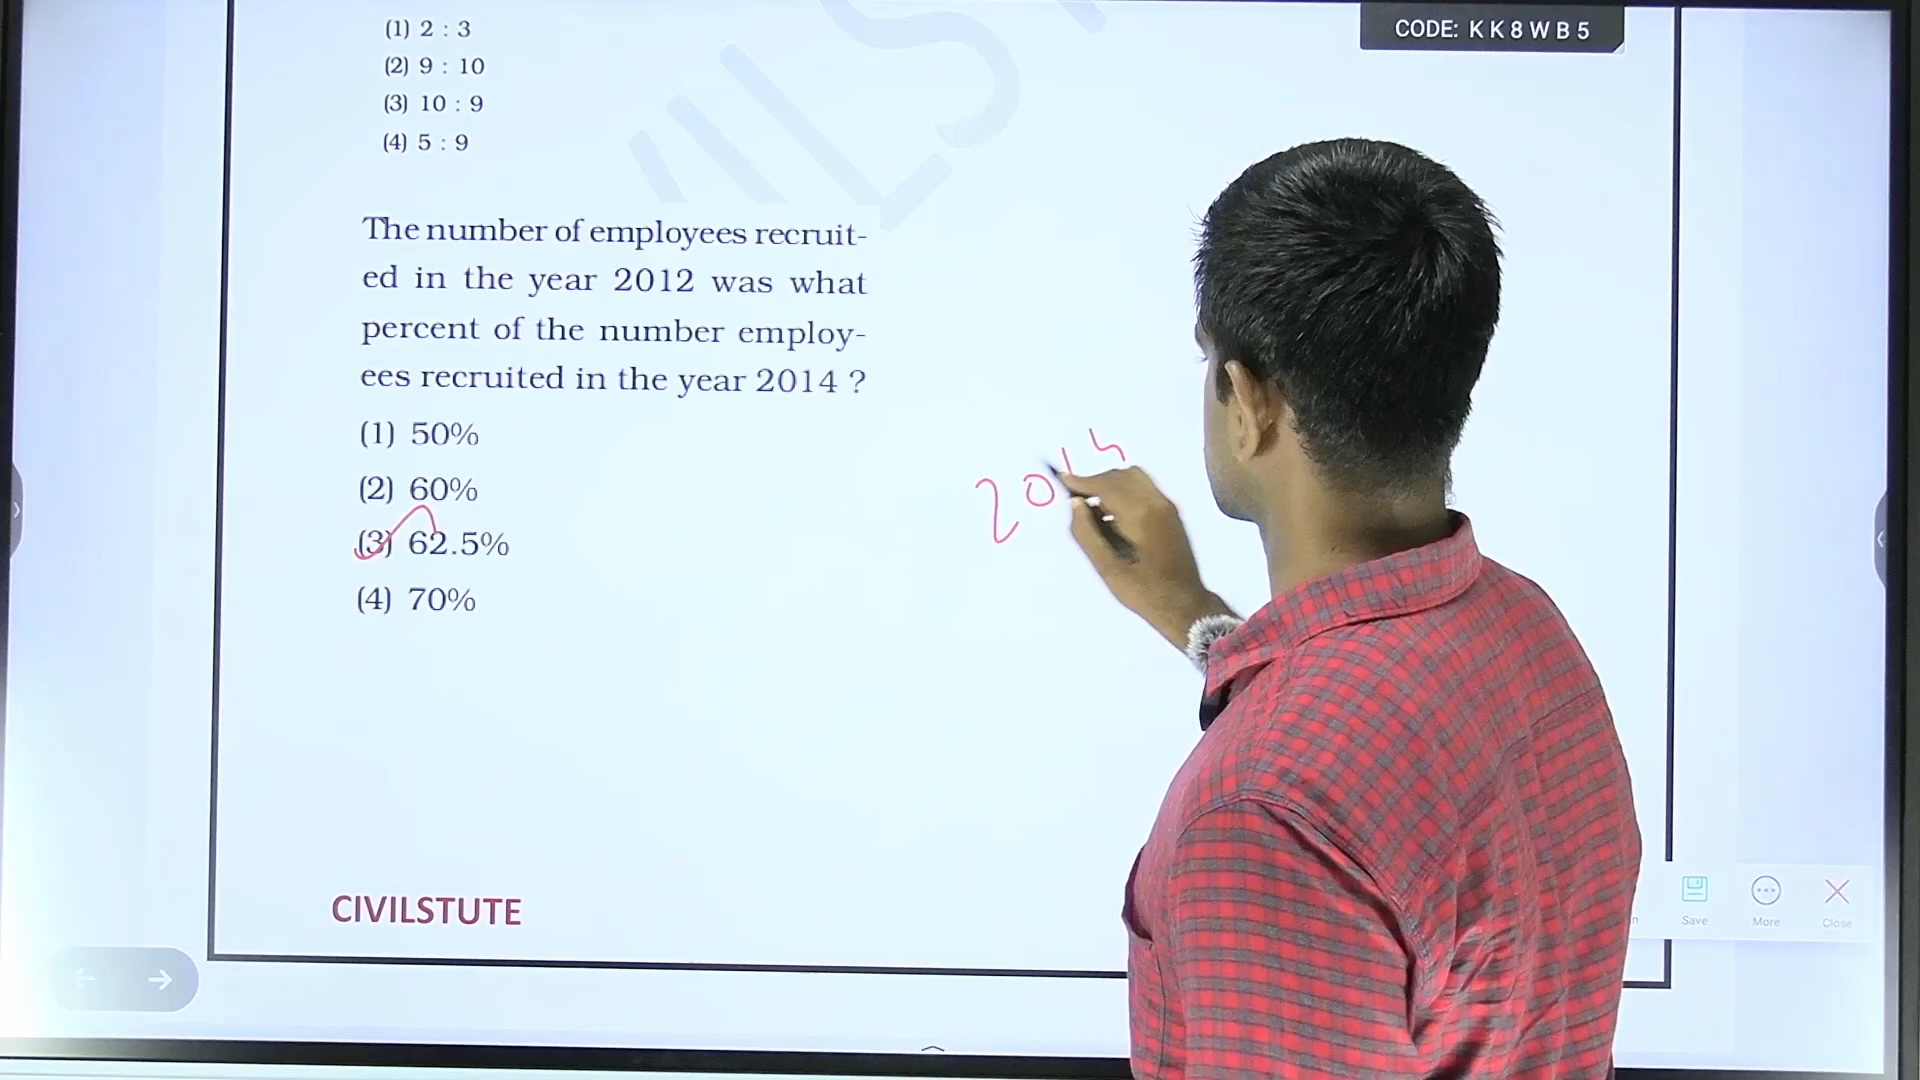 CODE: KK8WB5
(1) 2 : 3
(2) 9 : 10
(3) 10 : 9
(4) 5 : 9
The number of employees recruit-
ed in the year 2012 was what
percent of the number employ-
ees recruited in the year 2014 ?
(1) 50%
(2) 60%
(3) 62.5%
(4) 70%
2014
CIVILSTUTE
Save
More
Close